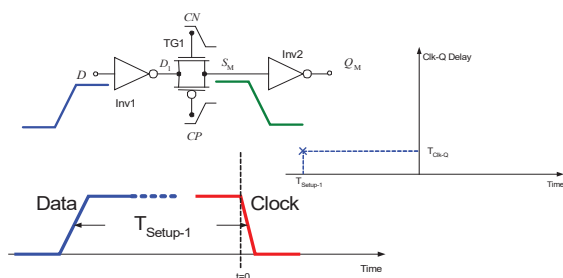 CN
TG1
Inv2
D
D1
SM
QM
Inv1
CP
Clk-Q Delay
TClk-Q
TSetup-1
Time
Data
Clock
TSetup-1
t=0
Time